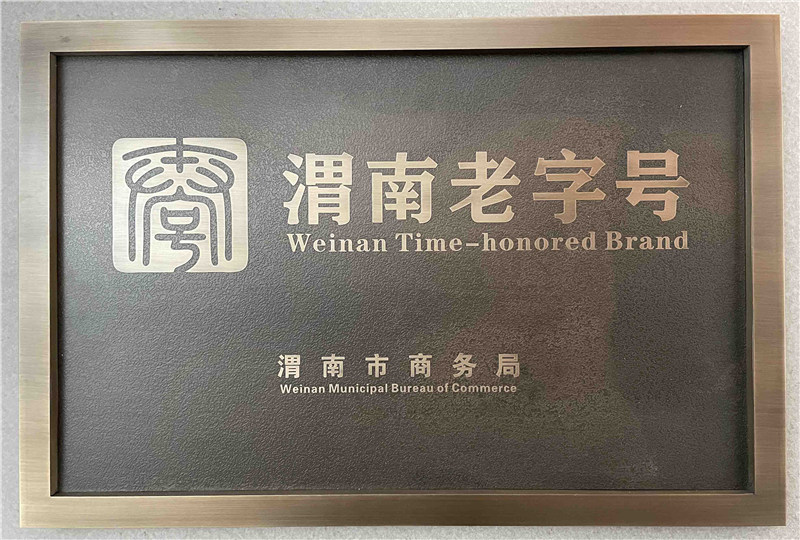 渭南老字号
Weinan Time-honored Brand
渭南市商务局
Weinan Municipal Bureau of Commerce